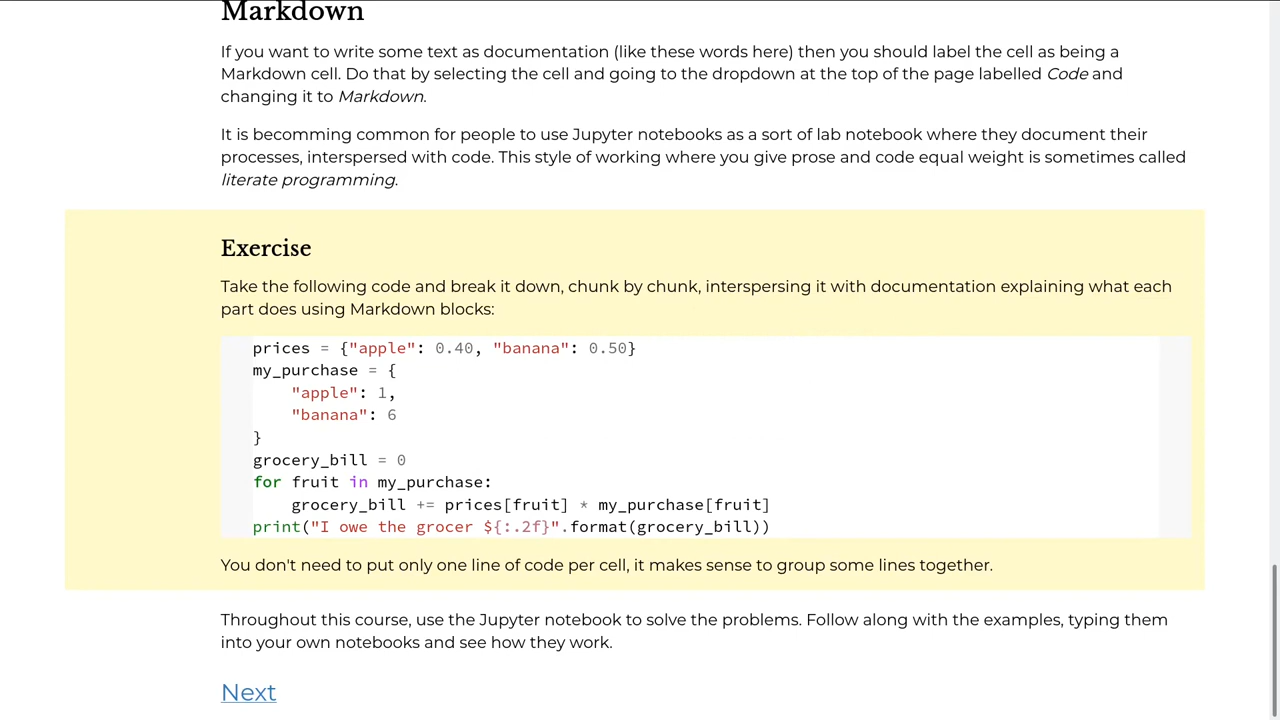 Markdown
If you want to write some text as documentation (like these words here) then you should label the cell as being a
Markdown cell. Do that by selecting the cell and going to the dropdown at the top of the page labelled Code and
changing it to Markdown.
It is becomming common for people to use Jupyter notebooks as a sort of lab notebook where they document their
processes, interspersed with code. This style of working where you give prose and code equal weight is sometimes called
literate programming.
Exercise
Take the following code and break it down, chunk by chunk, interspersing it with documentation explaining what each
part does using Markdown blocks:
prices = {"apple": 0.40, "banana": 0.50}
my_purchase = {
    "apple": 1,
    "banana": 6
}
grocery_bill = 0
for fruit in my_purchase:
    grocery_bill += prices[fruit] * my_purchase[fruit]
print("I owe the grocer ${:.2f}".format(grocery_bill))
You don't need to put only one line of code per cell, it makes sense to group some lines together.
Throughout this course, use the Jupyter notebook to solve the problems. Follow along with the examples, typing them
into your own notebooks and see how they work.
Next